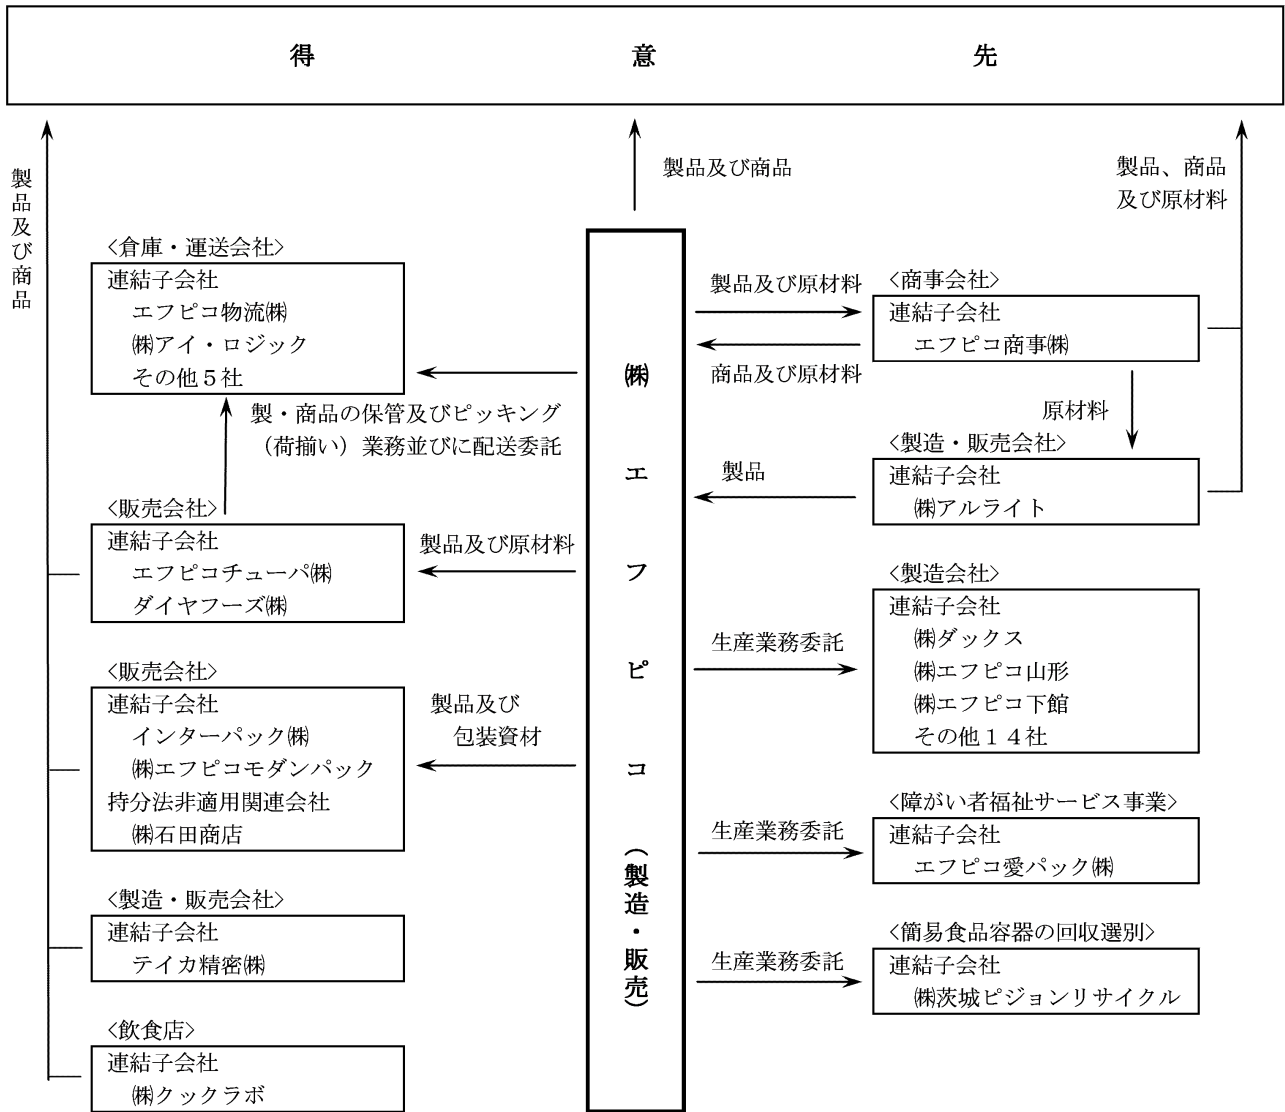 得意先
製品及び商品
製品及び商品
製品、商品
及び原材料
<倉庫・運送会社>
連結子会社
エフピコ物流㈱
㈱アイ・ロジック
その他５社
製・商品の保管及びピッキング
（荷揃い）業務並びに配送委託
<販売会社>
連結子会社
エフピコチューパ㈱
ダイヤフーズ㈱
製品及び原材料
<販売会社>
連結子会社
インターパック㈱
㈱エフピコモダンパック
持分法非適用関連会社
㈱石田商店
製品及び
包装資材
<製造・販売会社>
連結子会社
テイカ精密㈱
<飲食店>
連結子会社
㈱クックラボ
㈱エフピコ（製造・販売）
製品及び原材料
商品及び原材料
<商事会社>
連結子会社
エフピコ商事㈱
原材料
製品
<製造・販売会社>
連結子会社
㈱アルライト
生産業務委託
<製造会社>
連結子会社
㈱ダックス
㈱エフピコ山形
㈱エフピコ下館
その他１４社
生産業務委託
<障がい者福祉サービス事業>
連結子会社
エフピコ愛パック㈱
生産業務委託
<簡易食品容器の回収選別>
連結子会社
㈱茨城ピジョンリサイクル